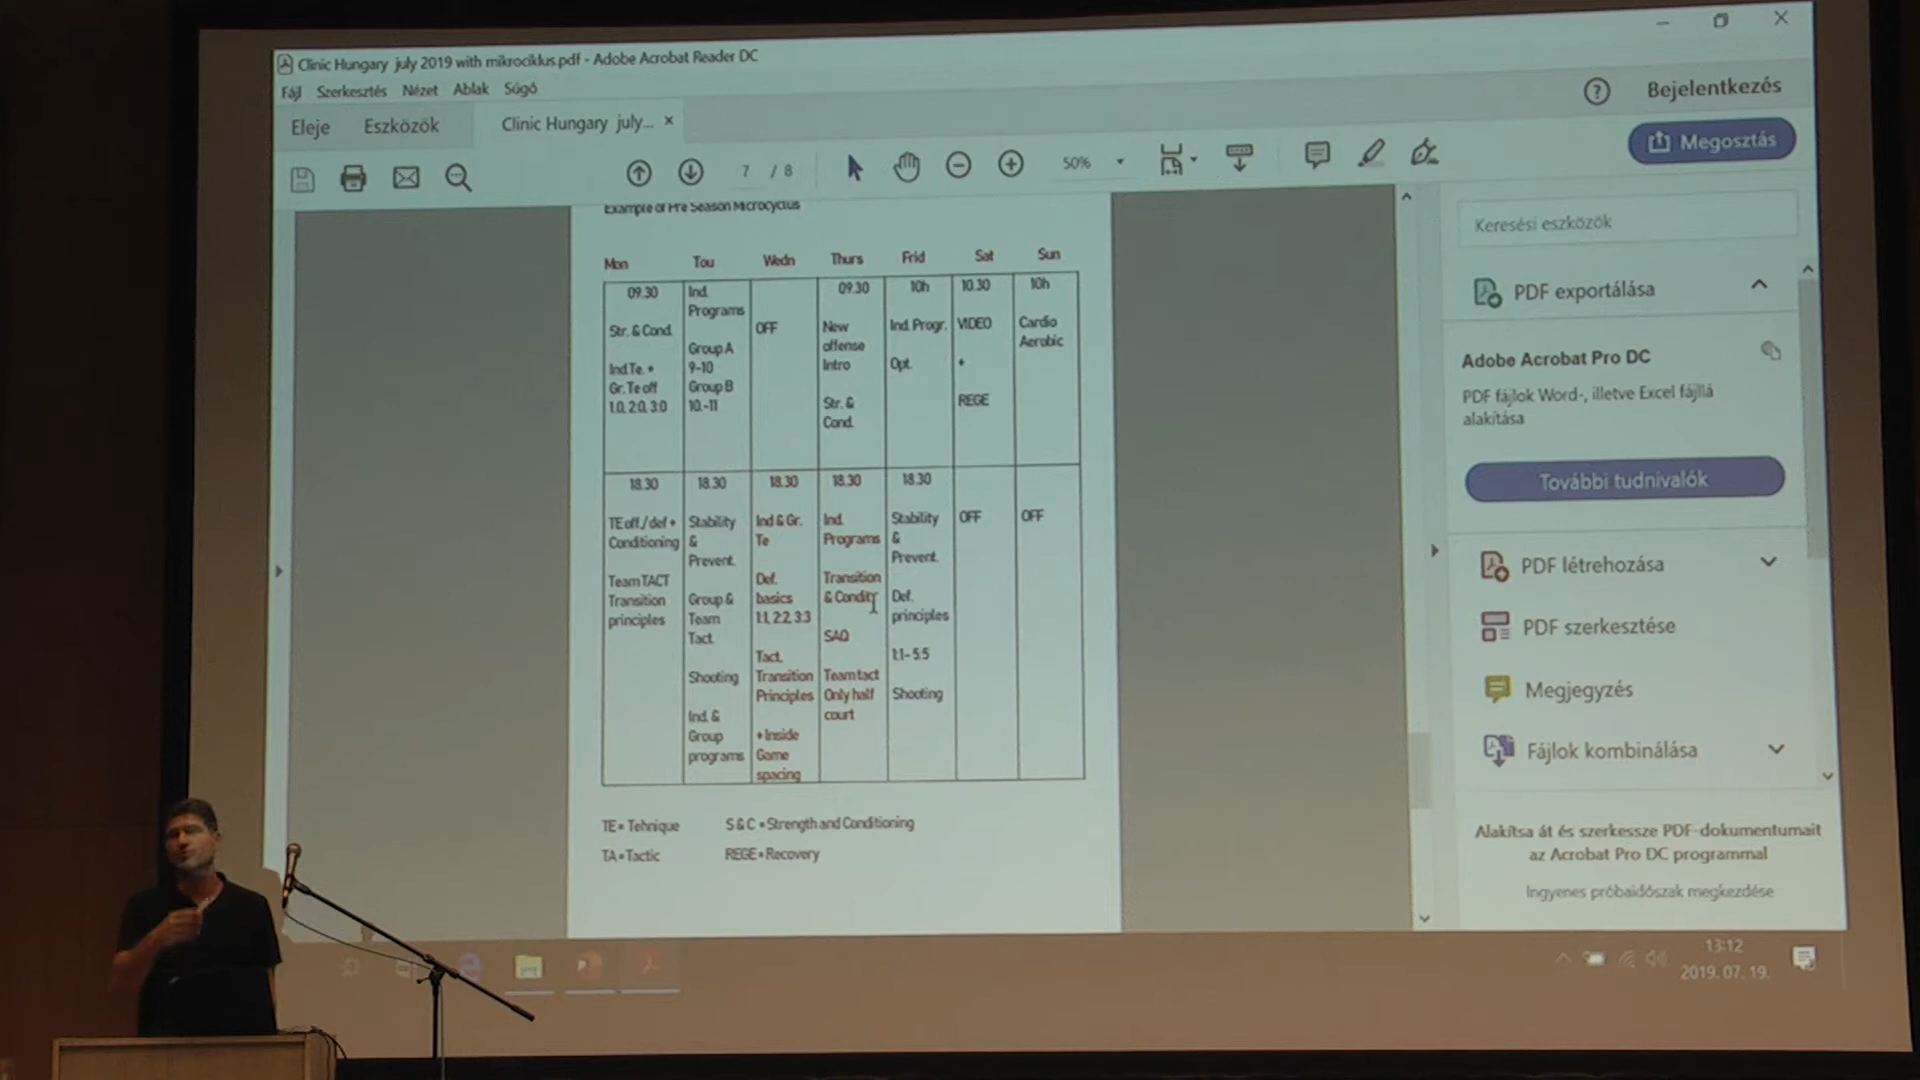 Clinic Hungary july 2019 with mikrociklus.pdf - Adobe Acrobat Reader DC
Fájl Szerkesztés Nézet Ablak Súgó
Bejelentkezés
Eleje Eszközök Clinic Hungary july...
Megosztás
7 / 8 50%
Keresési eszközök
Example of Pre Season Microcyclus
Mon Tou Wedn Thurs Frid Sat Sun
09.30
Str. & Cond.
Ind Te. +
Gr. Te off
1:0, 2:0, 3:0
Ind.
Programs
Group A
9-10
Group B
10.-11
OFF
09.30
New
offense
Intro
Str. &
Cond.
10h
Ind. Progr.
Opt.
10.30
VIDEO
+
REGE
10h
Cardio
Aerobic
18.30
TE off./ def +
Conditioning
Team TACT
Transition
principles
18.30
Stability
&
Prevent.
Group &
Team
Tact.
Shooting
Ind. &
Group
programs
18.30
Ind & Gr.
Te
Def.
basics
1:1, 2:2, 3:3
Tact.
Transition
Principles
+ Inside
Game
spacing
18.30
Ind.
Programs
Transition
& Condity
SAQ
Team tact
Only half
court
18.30
Stability
&
Prevent.
Def.
principles
1:1- 5:5
Shooting
OFF
OFF
TE = Tehnique S & C = Strength and Conditioning
TA = Tactic REGE = Recovery
PDF exportálása
Adobe Acrobat Pro DC
PDF fájlok Word-, illetve Excel fájllá
alakítása
További tudnivalók
PDF létrehozása
PDF szerkesztése
Megjegyzés
Fájlok kombinálása
Alakítsa át és szerkessze PDF-dokumentumait
az Acrobat Pro DC programmal
Ingyenes próbaidőszak megkezdése
13:12
2019. 07. 19.